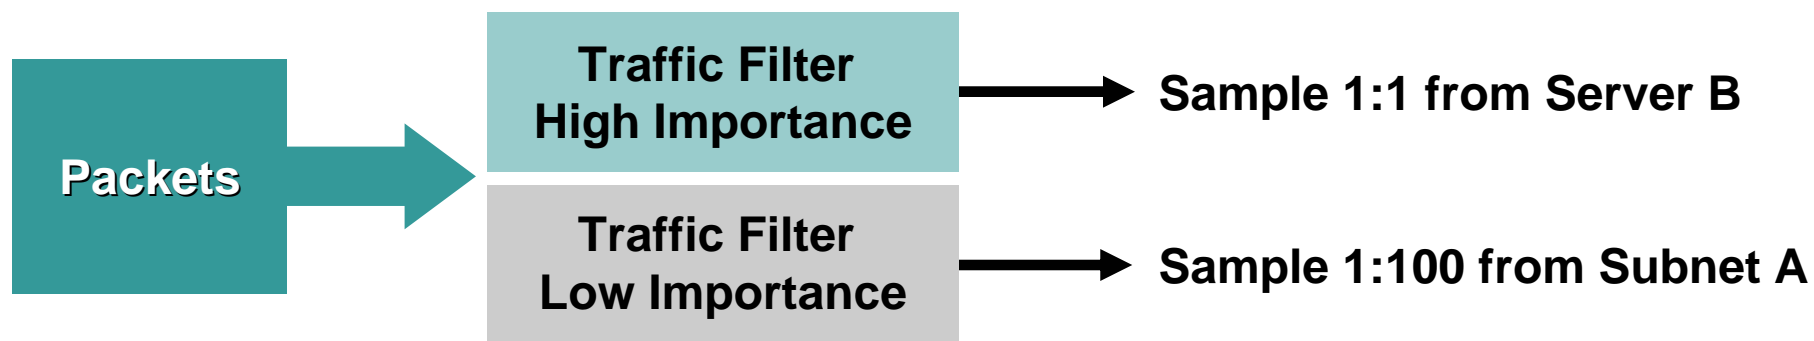 Packets
Traffic Filter
High Importance
Sample 1:1 from Server B
Traffic Filter
Low Importance
Sample 1:100 from Subnet A